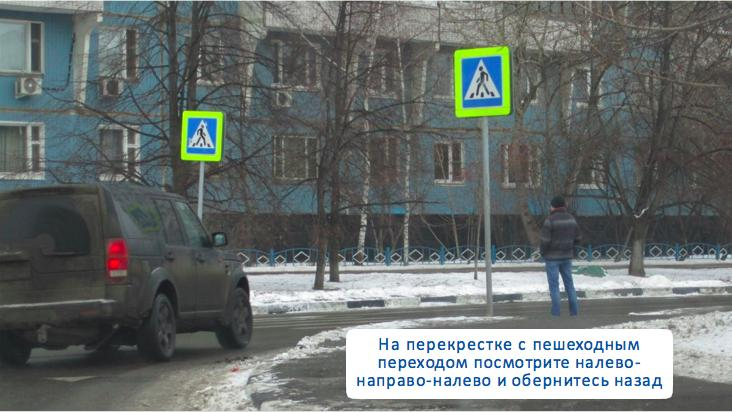 На перекрестке с пешеходным
переходом посмотрите налево-
направо-налево и обернитесь назад